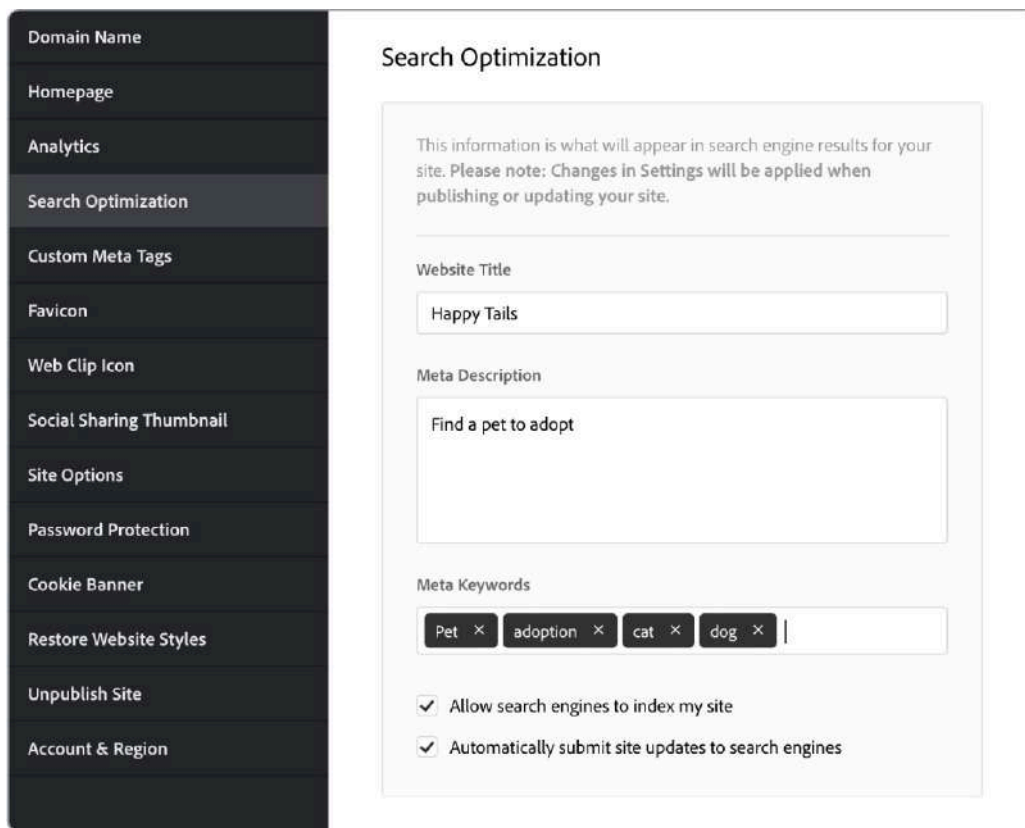 Domain Name
Homepage
Analytics
Search Optimization
Custom Meta Tags
Favicon
Web Clip Icon
Social Sharing Thumbnail
Site Options
Password Protection
Cookie Banner
Restore Website Styles
Unpublish Site
Account & Region
Search Optimization
This information is what will appear in search engine results for your
site. Please note: Changes in Settings will be applied when
publishing or updating your site.
Website Title
Happy Tails
Meta Description
Find a pet to adopt
Meta Keywords
Pet × adoption × cat × dog ×
Allow search engines to index my site
Automatically submit site updates to search engines